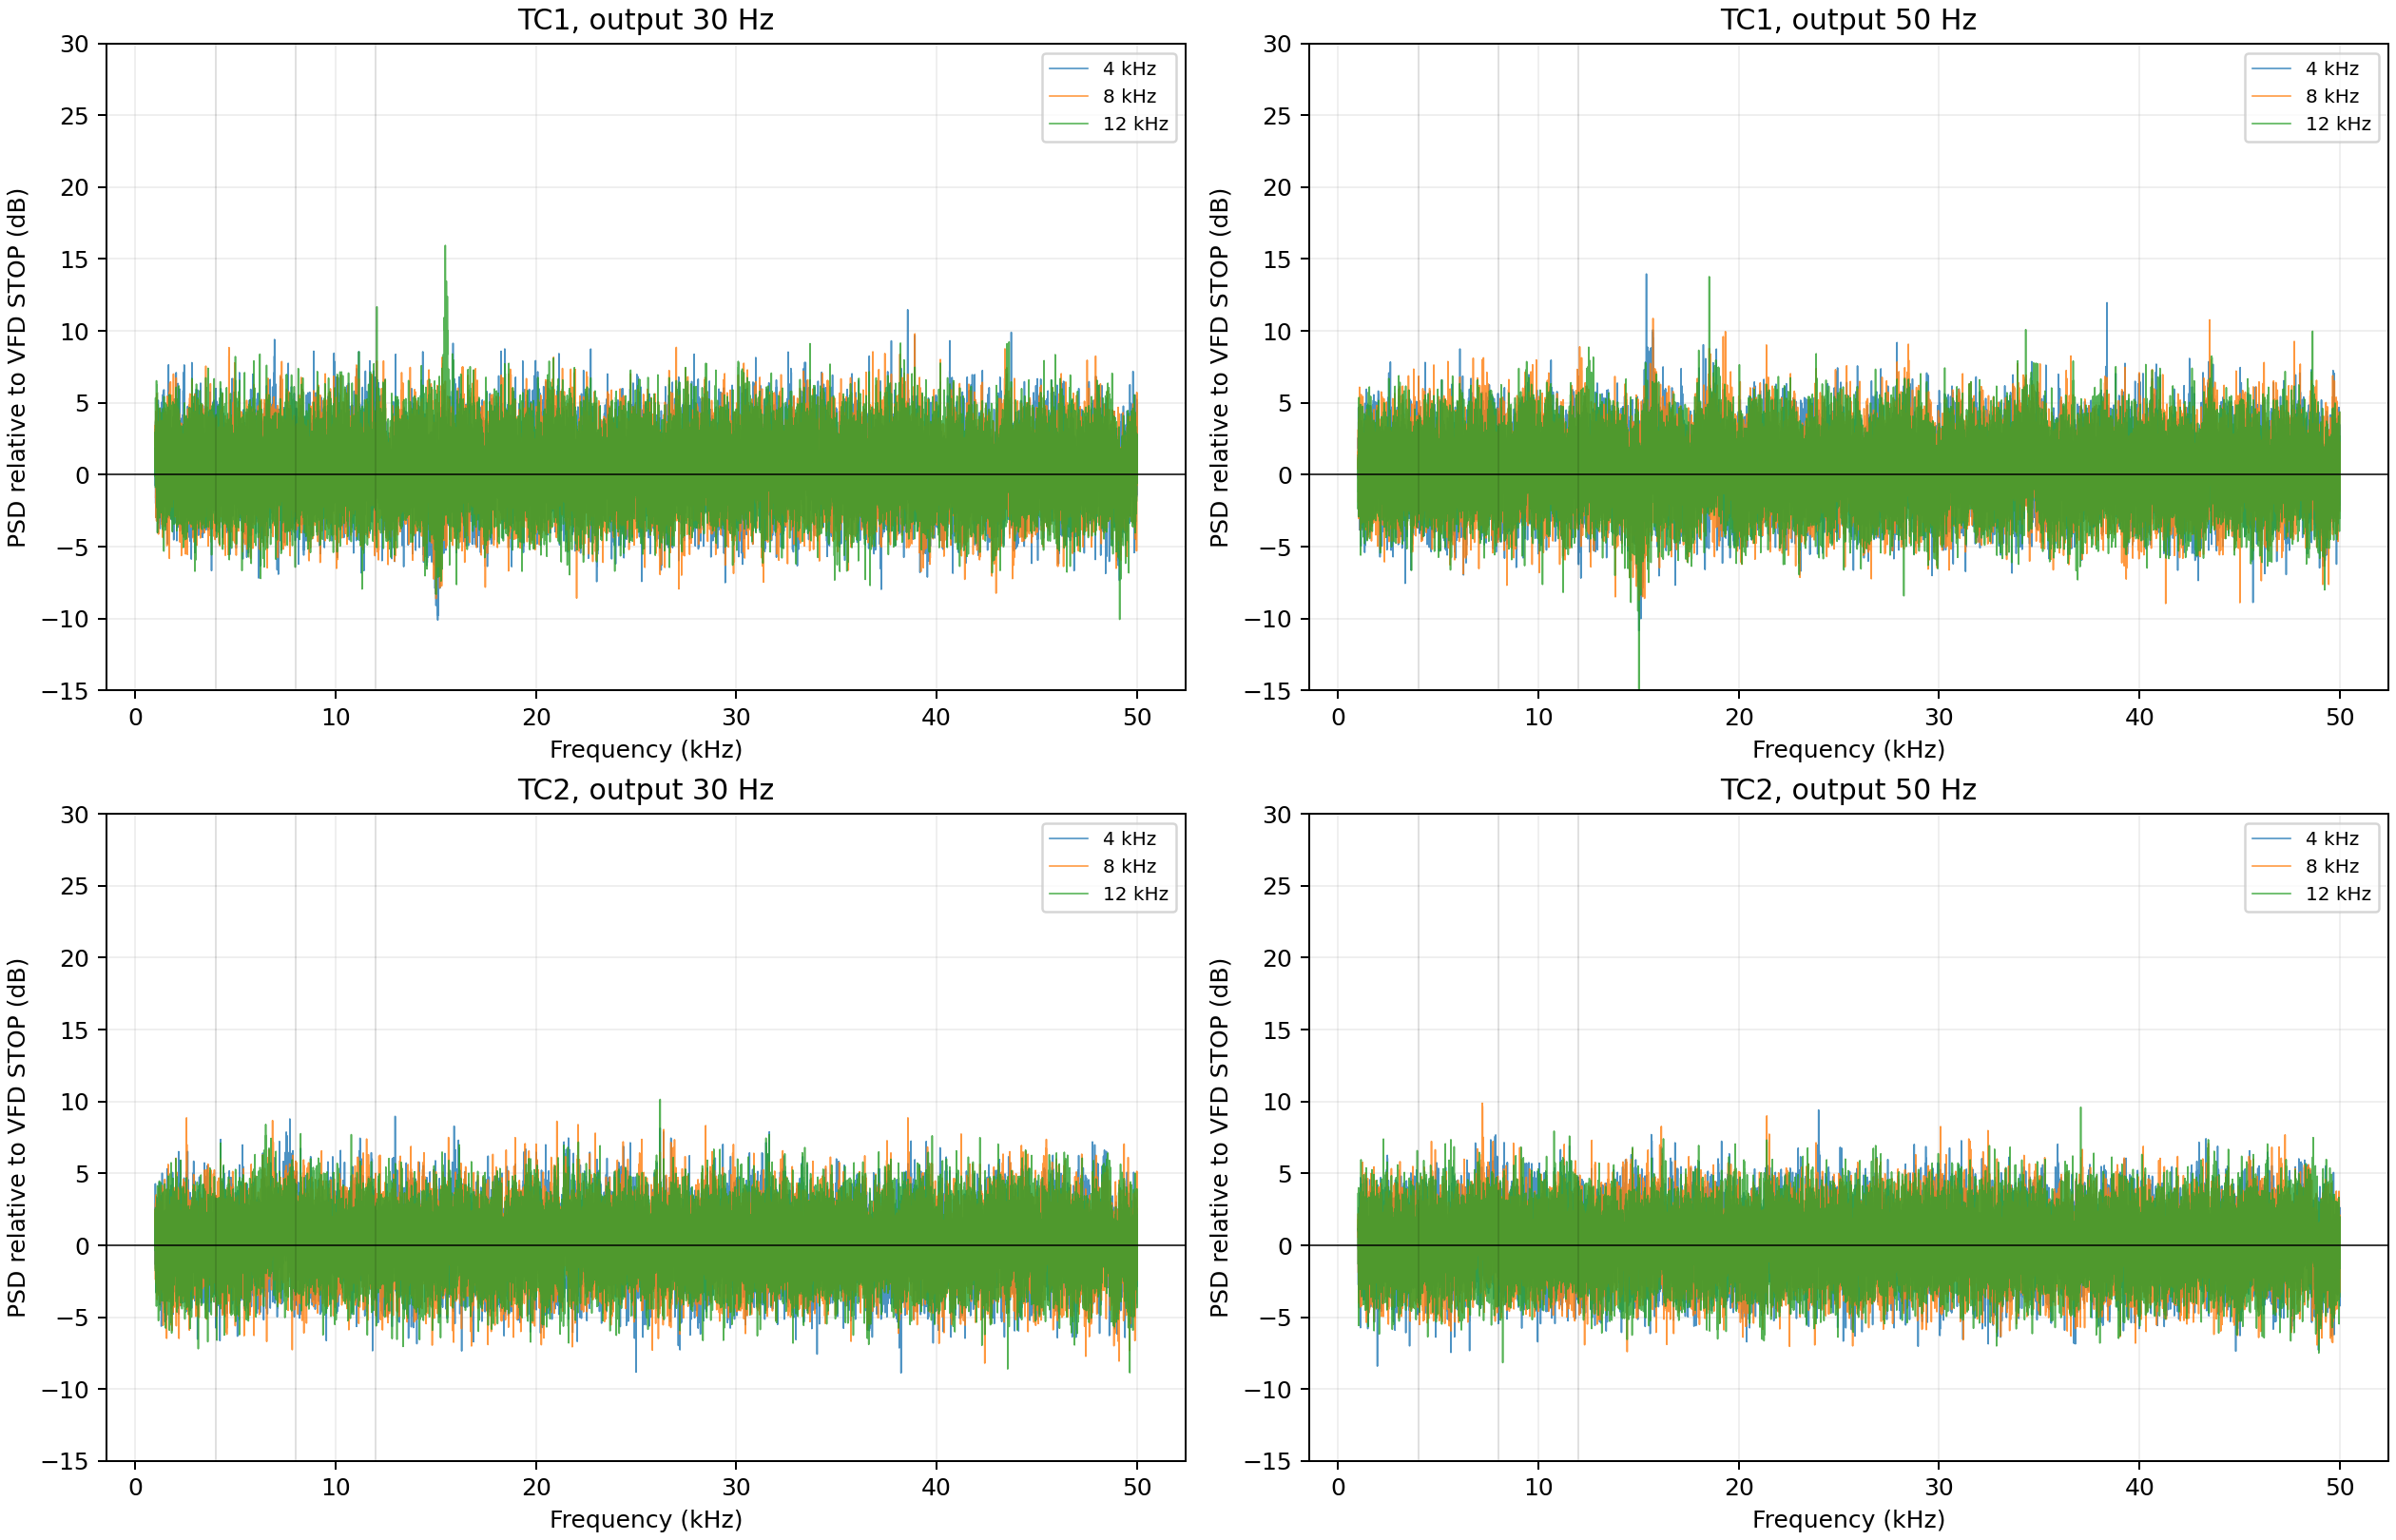 TC1, output 30 Hz
PSD relative to VFD STOP (dB)
30
25
20
15
10
5
0
−5
−10
−15
4 kHz
8 kHz
12 kHz
0 10 20 30 40 50
Frequency (kHz)
TC1, output 50 Hz
PSD relative to VFD STOP (dB)
30
25
20
15
10
5
0
−5
−10
−15
4 kHz
8 kHz
12 kHz
0 10 20 30 40 50
Frequency (kHz)
TC2, output 30 Hz
PSD relative to VFD STOP (dB)
30
25
20
15
10
5
0
−5
−10
−15
4 kHz
8 kHz
12 kHz
0 10 20 30 40 50
Frequency (kHz)
TC2, output 50 Hz
PSD relative to VFD STOP (dB)
30
25
20
15
10
5
0
−5
−10
−15
4 kHz
8 kHz
12 kHz
0 10 20 30 40 50
Frequency (kHz)